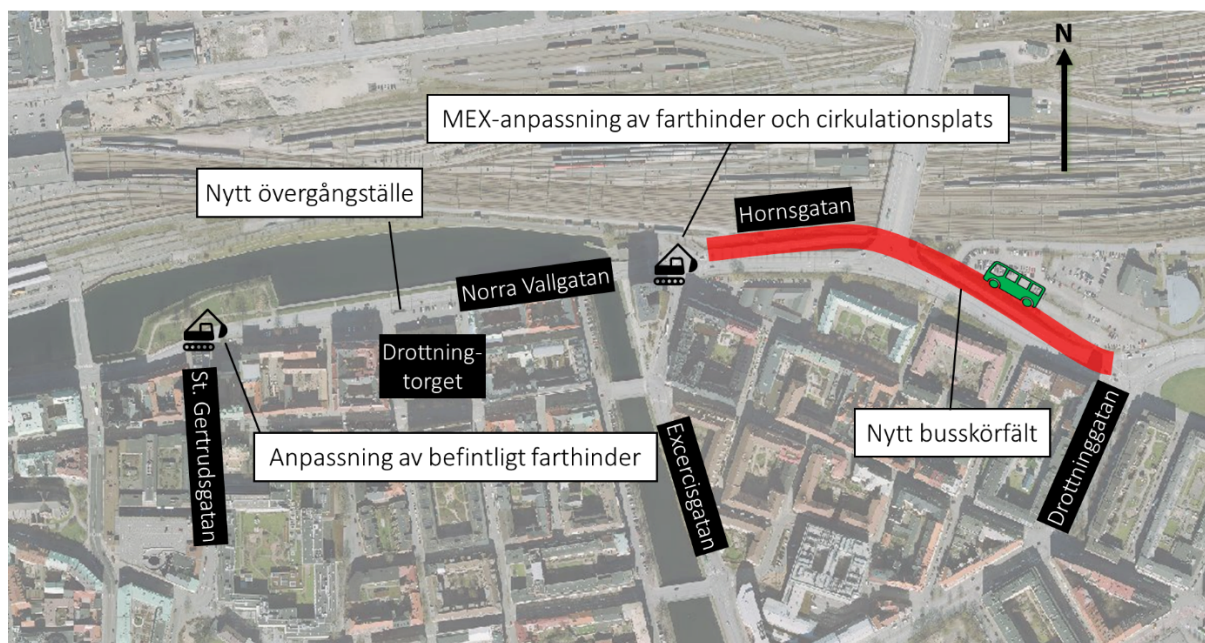 N
MEX-anpassning av farthinder och cirkulationsplats
Nytt övergångställe
Hornsgatan
Norra Vallgatan
Drottning-
torget
St. Gertrudsgatan
Anpassning av befintligt farthinder
Excercisgatan
Nytt busskörfält
Drottninggatan